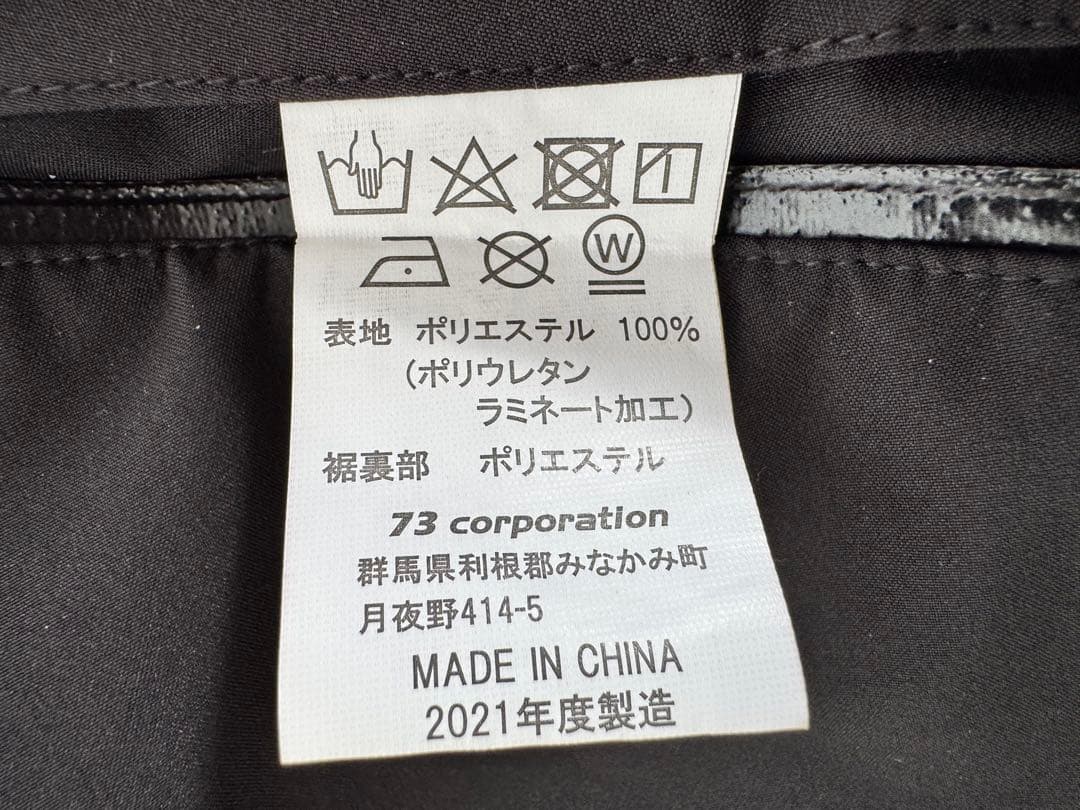 W
表地 ポリエステル 100%
(ポリウレタン
ラミネート加工)
裾裏部 ポリエステル
73 corporation
群馬県利根郡みなかみ町
月夜野414-5
MADE IN CHINA
2021年度製造